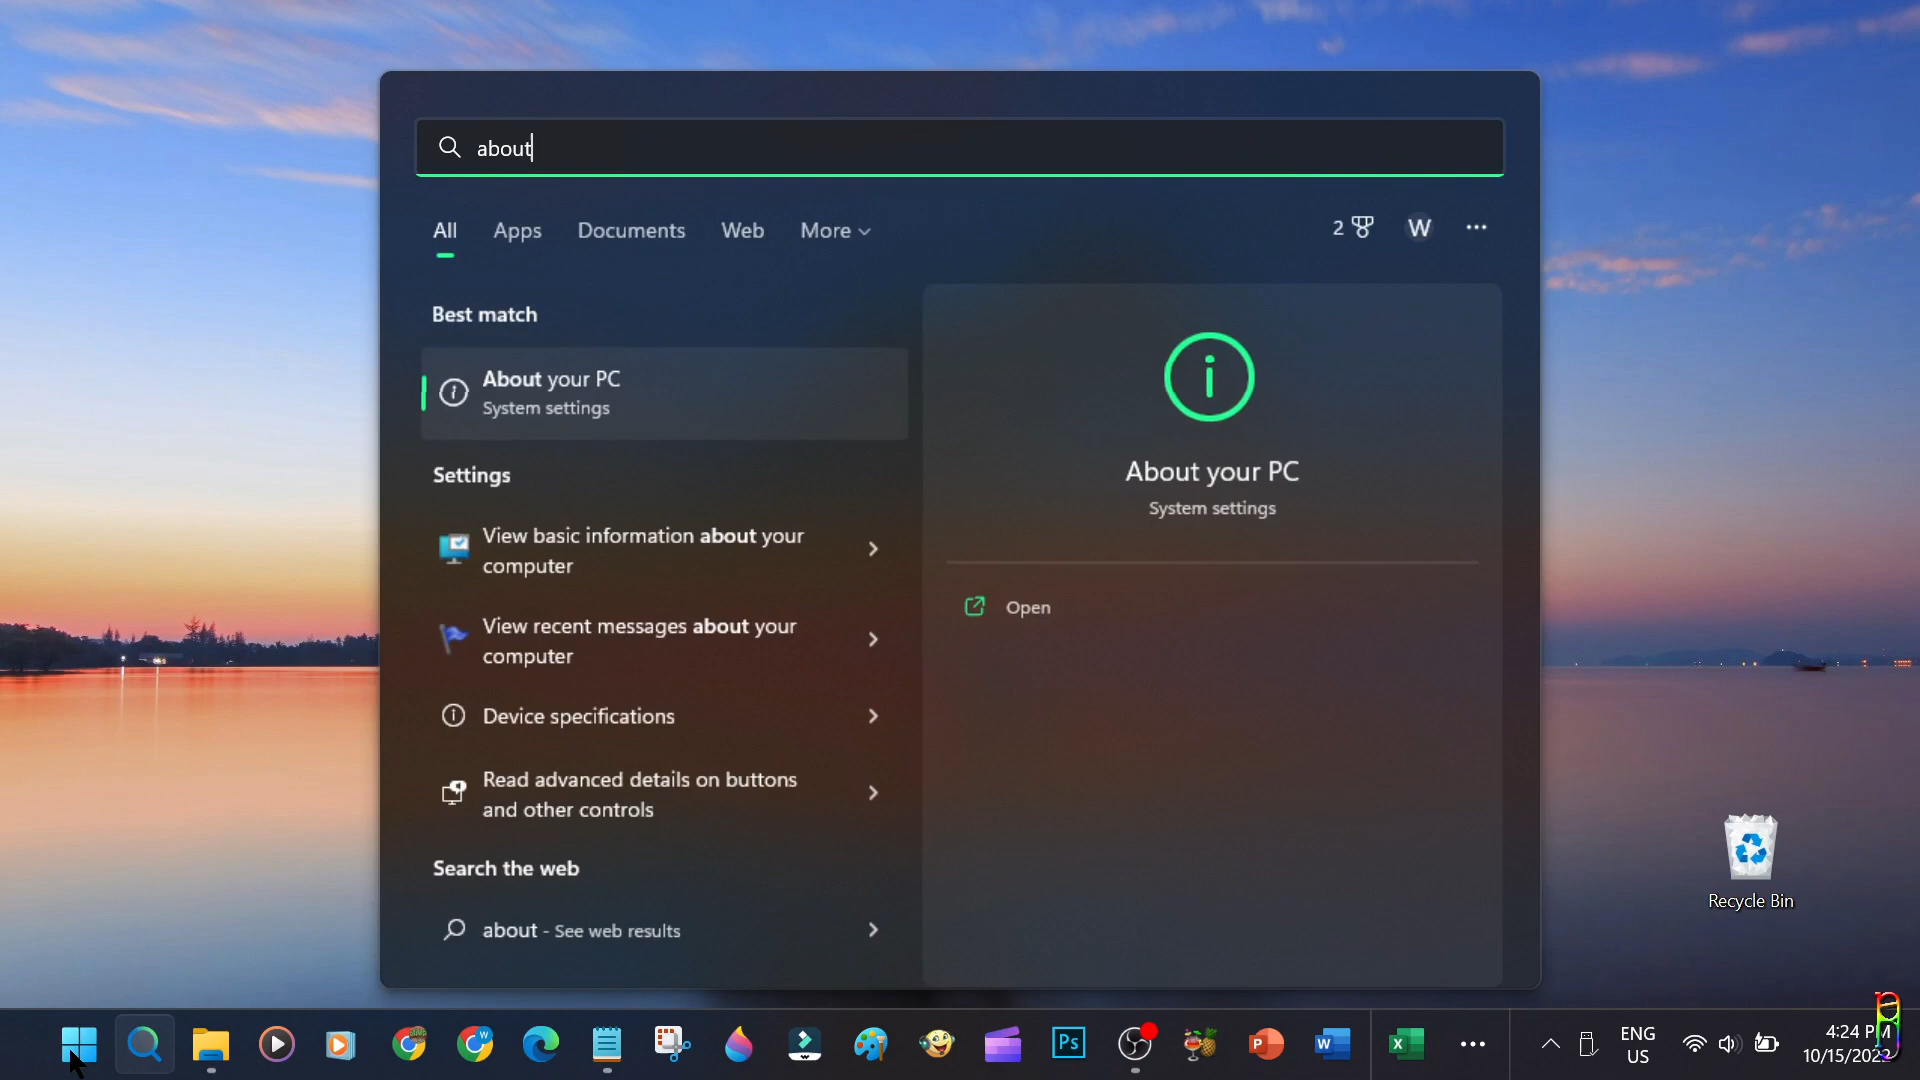 about
All Apps Documents Web More 2 W
Best match
About your PC
System settings
Settings
View basic information about your
computer
View recent messages about your
computer
Device specifications
Read advanced details on buttons
and other controls
Search the web
about - See web results
About your PC
System settings
Open
Recycle Bin
W
Ps
P
W
X
ENG
US
4:24 PM
10/15/2022